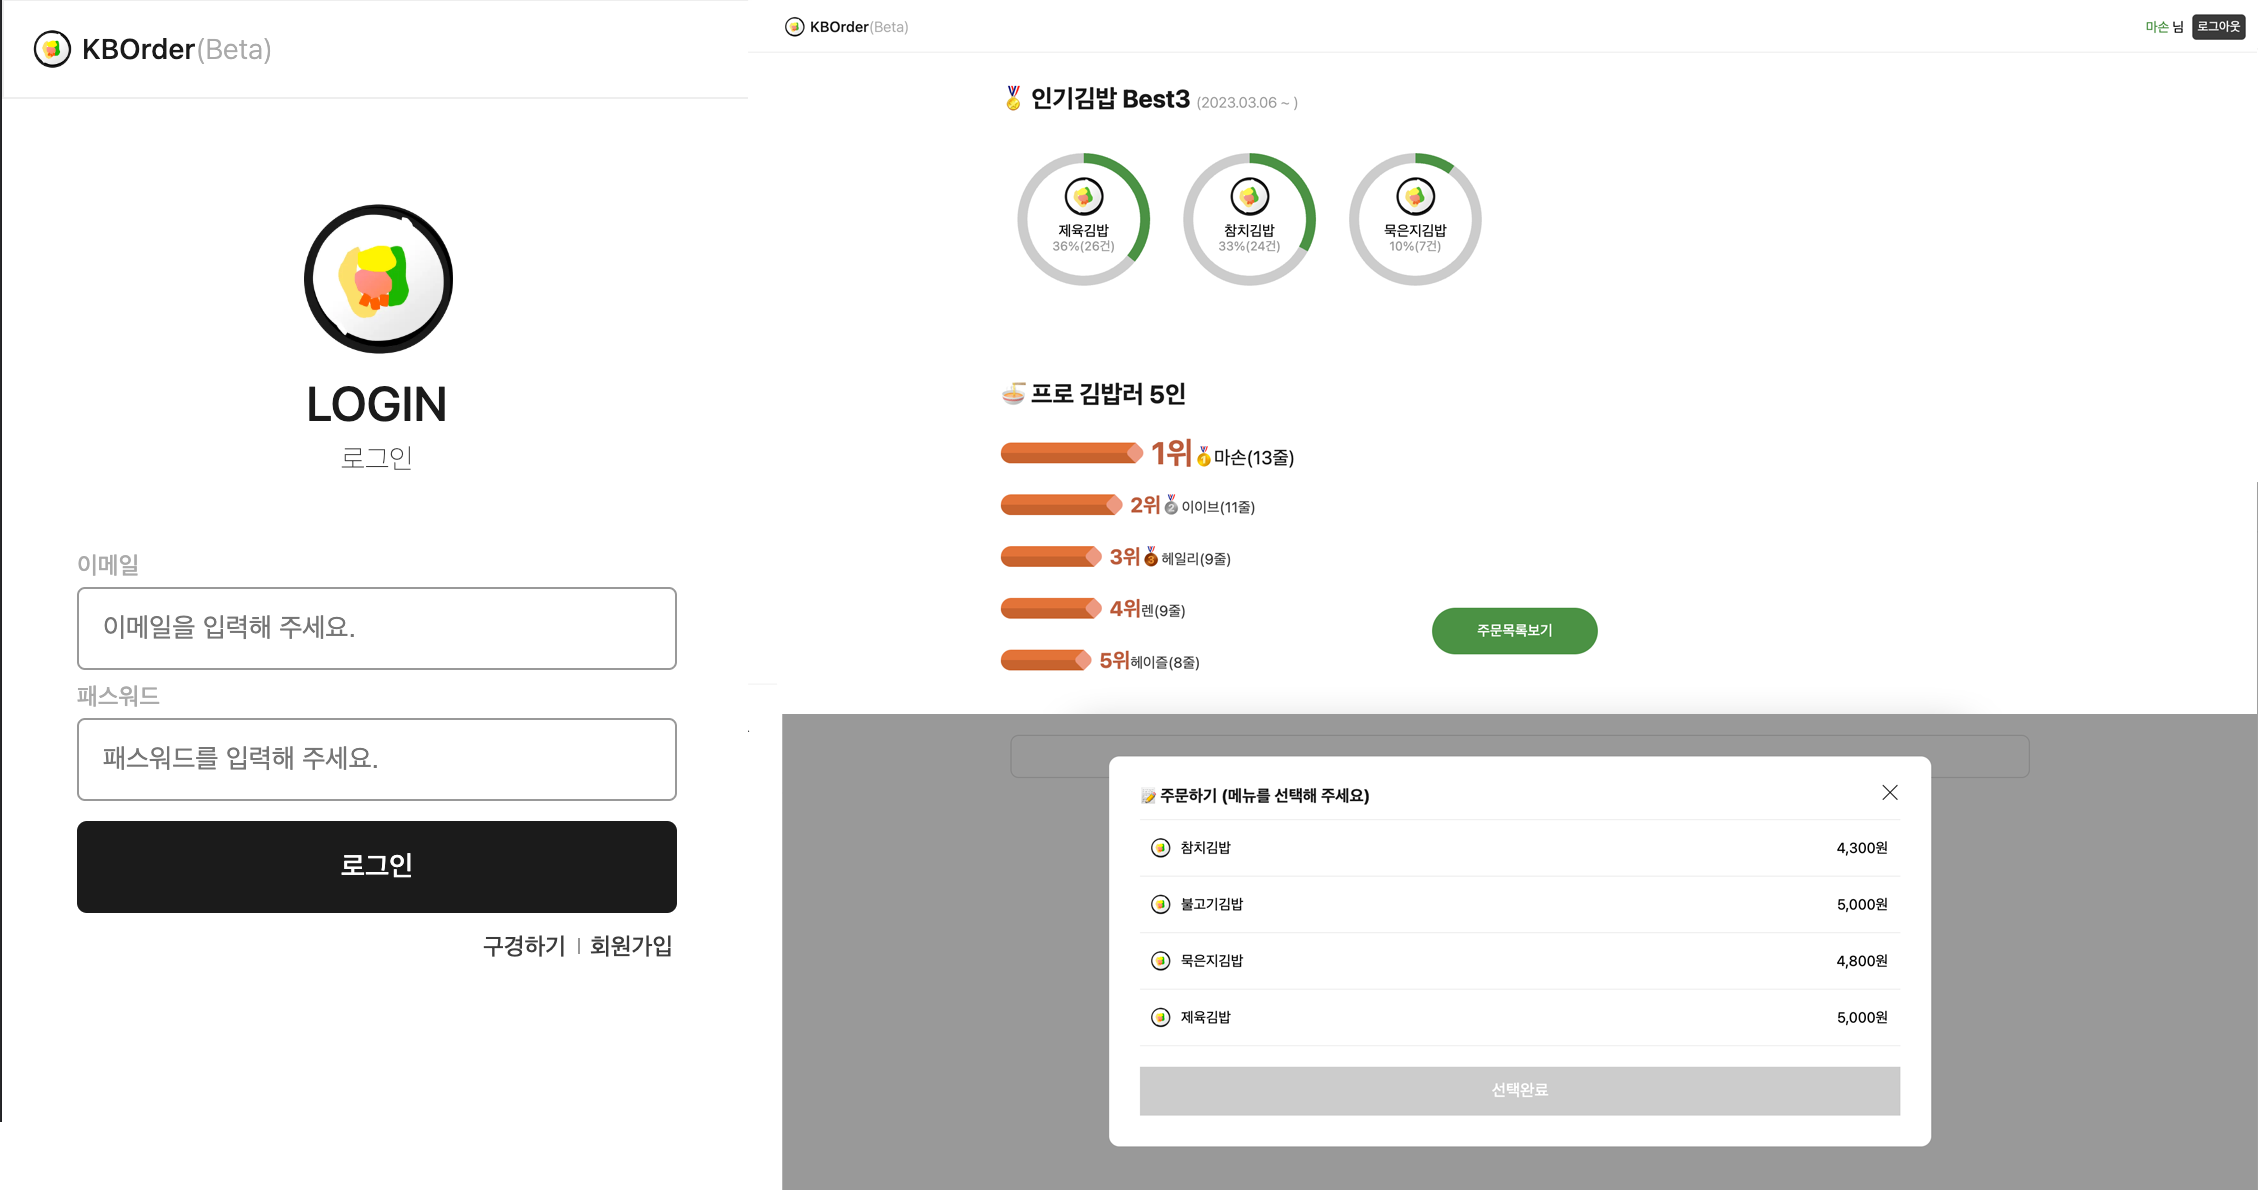 KBOrder(Beta)
LOGIN
로그인
이메일
이메일을 입력해 주세요.
패스워드
패스워드를 입력해 주세요.
로그인
구경하기 | 회원가입
KBOrder(Beta)
마손 님 로그아웃
인기김밥 Best3 (2023.03.06 ~ )
제육김밥
36%(26건)
참치김밥
33%(24건)
묵은지김밥
10%(7건)
프로 김밥러 5인
1위 마손(13줄)
2위 이이브(11줄)
3위 헤일리(9줄)
4위렌(9줄)
5위헤이즐(8줄)
주문목록보기
주문하기 (메뉴를 선택해 주세요)
참치김밥 4,300원
불고기김밥 5,000원
묵은지김밥 4,800원
제육김밥 5,000원
선택완료